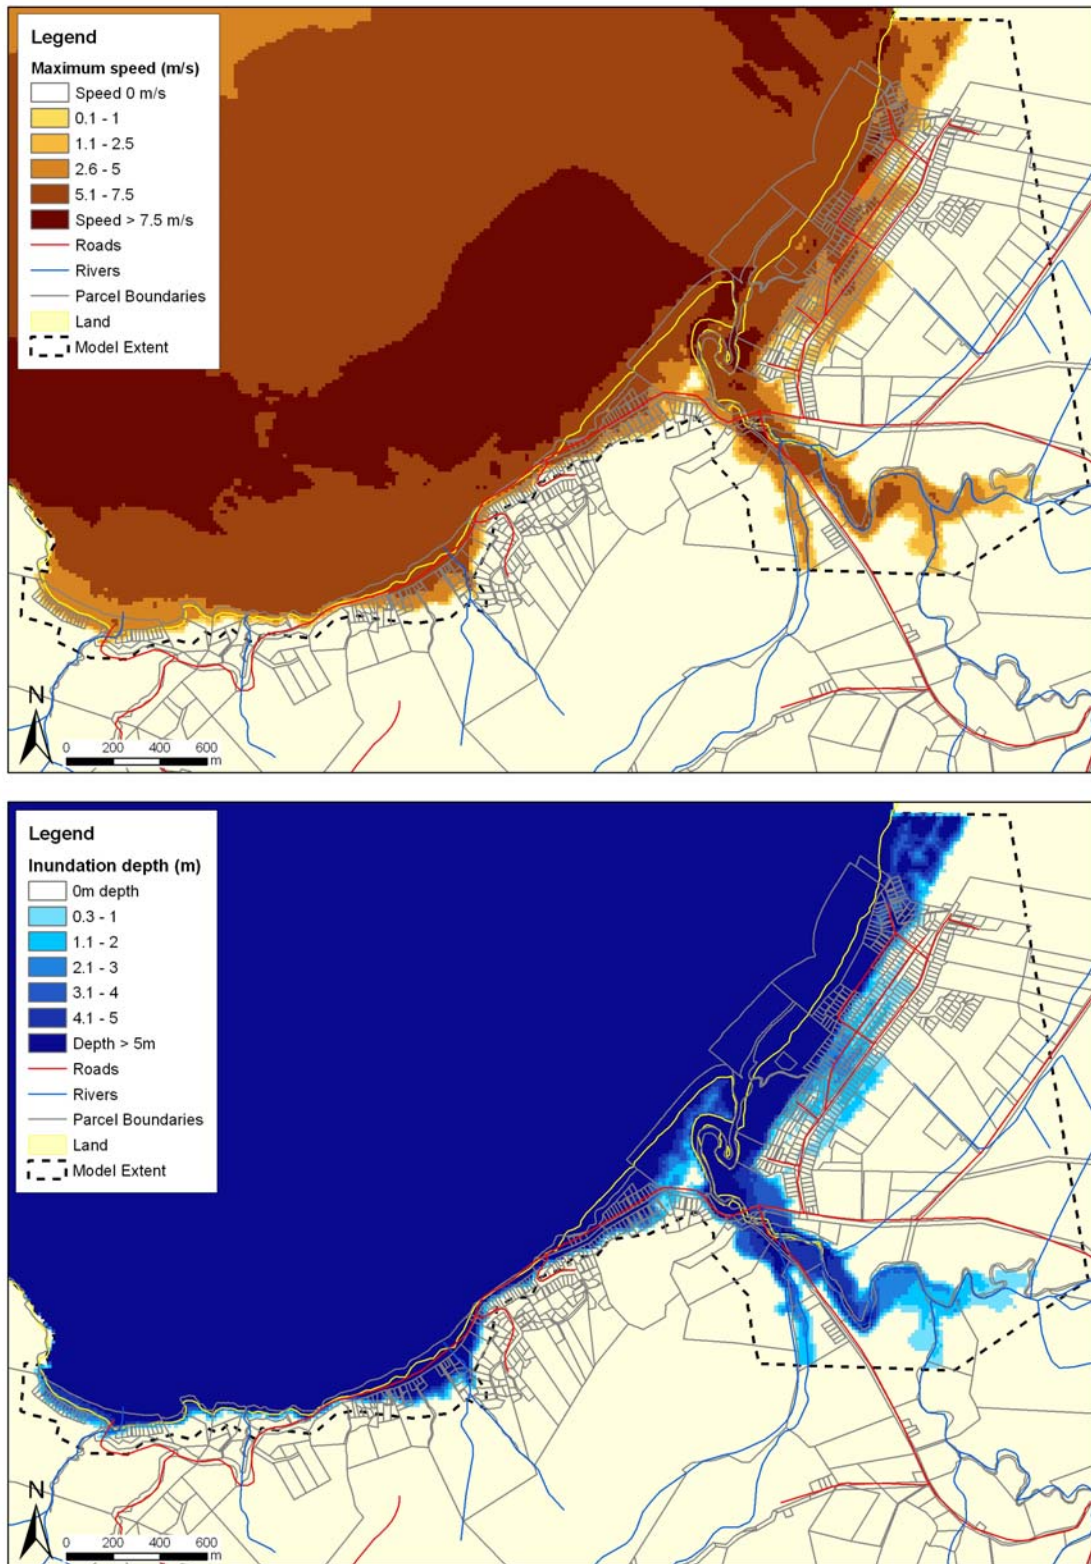 Legend
Maximum speed (m/s)
Speed 0 m/s
0.1 - 1
1.1 - 2.5
2.6 - 5
5.1 - 7.5
Speed > 7.5 m/s
Roads
Rivers
Parcel Boundaries
Land
Model Extent
N
0 200 400 600
m
Legend
Inundation depth (m)
0m depth
0.3 - 1
1.1 - 2
2.1 - 3
3.1 - 4
4.1 - 5
Depth > 5m
Roads
Rivers
Parcel Boundaries
Land
Model Extent
N
0 200 400 600
m